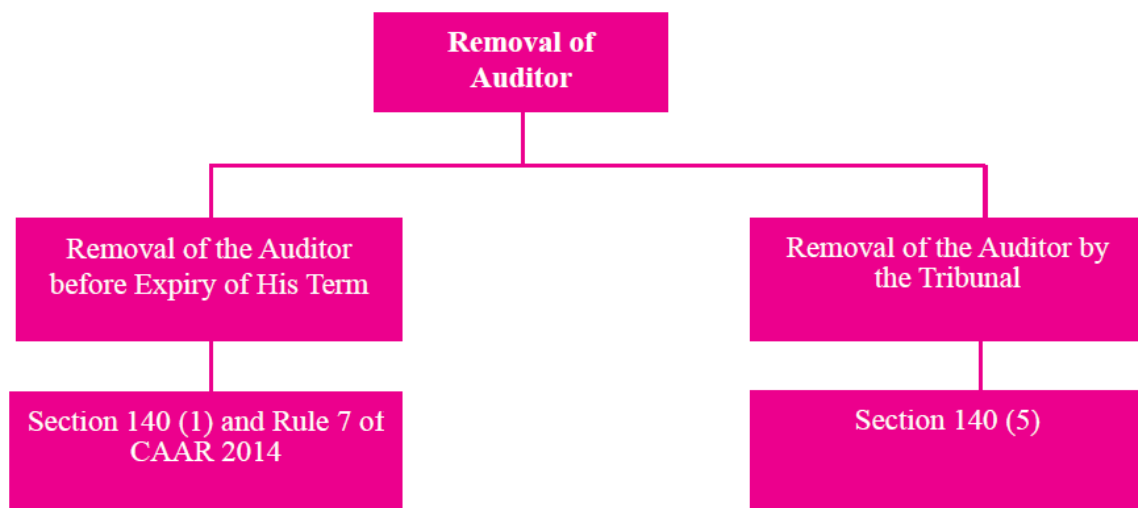 Removal of
Auditor
Removal of the Auditor
before Expiry of His Term
Removal of the Auditor by
the Tribunal
Section 140 (1) and Rule 7 of
CAAR 2014
Section 140 (5)